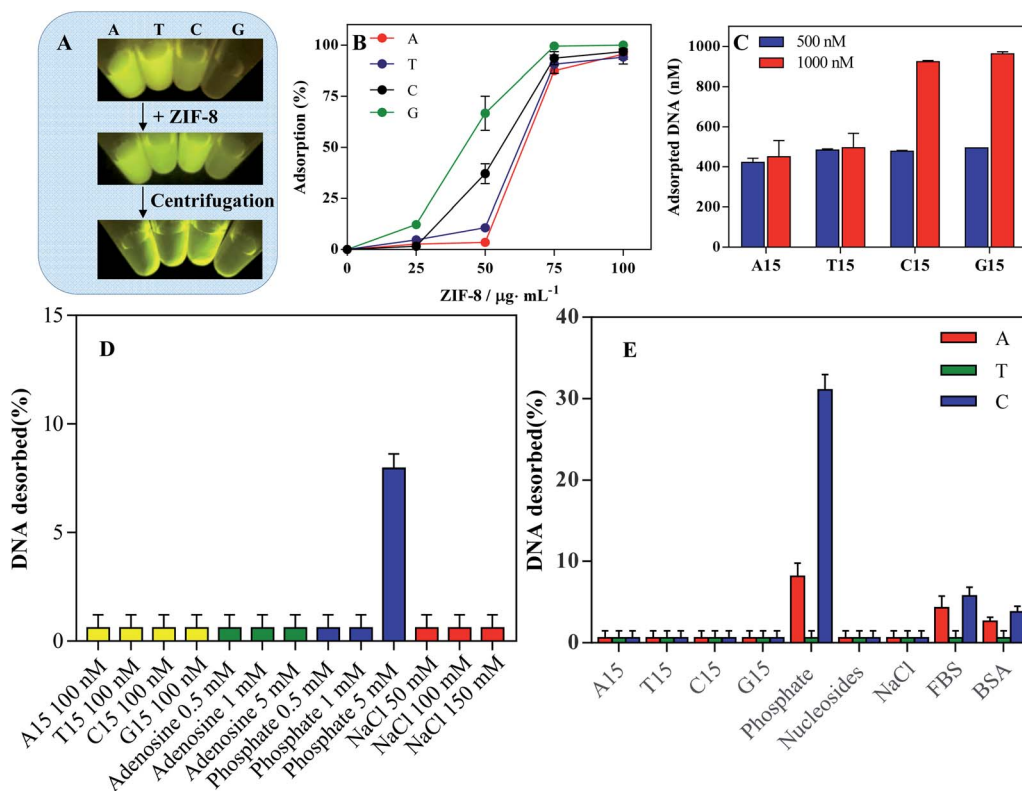 A
A T C G
+ ZIF-8
Centrifugation
B
A
T
C
G
Adsorption (%)
100
75
50
25
0
0 25 50 75 100
ZIF-8 / μg· mL⁻¹
C
500 nM
1000 nM
Adsorpted DNA (nM)
1000
800
600
400
200
0
A15 T15 C15 G15
D
DNA desorbed(%)
15
10
5
0
A15 100 nM
T15 100 nM
C15 100 nM
G15 100 nM
Adenosine 0.5 mM
Adenosine 1 mM
Adenosine 5 mM
Phosphate 0.5 mM
Phosphate 1 mM
Phosphate 5 mM
NaCl 50 mM
NaCl 100 mM
NaCl 150 mM
E
A
T
C
DNA desorbed(%)
40
30
20
10
0
A15
T15
C15
G15
Phosphate
Nucleosides
NaCl
FBS
BSA